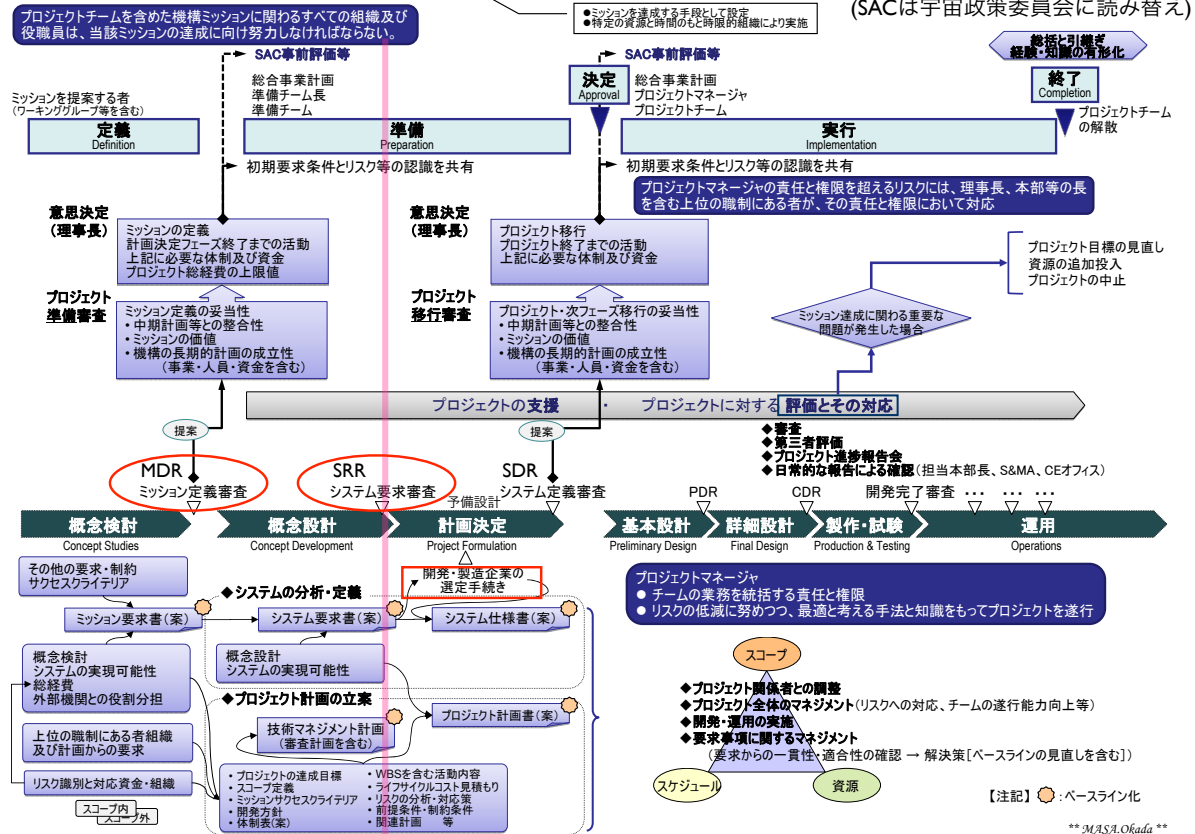 プロジェクトチームを含めた機構ミッションに関わるすべての組織及び
役職員は、当該ミッションの達成に向け努力しなければならない。
●ミッションを達成する手段として設定
●特定の資源と時間のもと時限的組織により実施
(SACは宇宙政策委員会に読み替え)
総括と引継ぎ
経験・知識の有形化
SAC事前評価等
総合事業計画
準備チーム長
準備チーム
決定
Approval
SAC事前評価等
総合事業計画
プロジェクトマネージャ
プロジェクトチーム
終了
Completion
プロジェクトチーム
の解散
ミッションを提案する者
(ワーキンググループ等を含む)
定義
Definition
準備
Preparation
実行
Implementation
初期要求条件とリスク等の認識を共有
初期要求条件とリスク等の認識を共有
プロジェクトマネージャの責任と権限を超えるリスクには、理事長、本部等の長
を含む上位の職制にある者が、その責任と権限において対応
意思決定
(理事長)
ミッションの定義
計画決定フェーズ終了までの活動
上記に必要な体制及び資金
プロジェクト総経費の上限値
意思決定
(理事長)
プロジェクト移行
プロジェクト終了までの活動
上記に必要な体制及び資金
プロジェクト目標の見直し
資源の追加投入
プロジェクトの中止
プロジェクト
準備審査
ミッション定義の妥当性
・中期計画等との整合性
・ミッションの価値
・機構の長期的計画の成立性
(事業・人員・資金を含む)
プロジェクト
移行審査
プロジェクト・次フェーズ移行の妥当性
・中期計画等との整合性
・ミッションの価値
・機構の長期的計画の成立性
(事業・人員・資金を含む)
ミッション達成に関わる重要な
問題が発生した場合
プロジェクトの支援 ・ プロジェクトに対する 評価とその対応
◆審査
◆第三者評価
◆プロジェクト進捗報告会
◆日常的な報告による確認(担当本部長、S&MA、CEオフィス)
提案
提案
MDR
ミッション定義審査
SRR
システム要求審査
SDR
システム定義審査
予備設計
PDR
CDR
開発完了審査 … … …
概念検討
Concept Studies
概念設計
Concept Development
計画決定
Project Formulation
基本設計
Preliminary Design
詳細設計
Final Design
製作・試験
Production & Testing
運用
Operations
その他の要求・制約
サクセスクライテリア
◆システムの分析・定義
開発・製造企業の
選定手続き
ミッション要求書(案)
システム要求書(案)
システム仕様書(案)
概念検討
システムの実現可能性
総経費
外部機関との役割分担
概念設計
システムの実現可能性
◆プロジェクト計画の立案
技術マネジメント計画
(審査計画を含む)
プロジェクト計画書(案)
上位の職制にある者組織
及び計画からの要求
リスク識別と対応資金・組織
スコープ内
スコープ外
・プロジェクトの達成目標
・スコープ定義
・ミッションサクセスクライテリア
・開発方針
・体制表(案)
・WBSを含む活動内容
・ライフサイクルコスト見積もり
・リスクの分析・対応策
・前提条件・制約条件
・関連計画 等
プロジェクトマネージャ
● チームの業務を統括する責任と権限
● リスクの低減に努めつつ、最適と考える手法と知識をもってプロジェクトを遂行
スコープ
◆プロジェクト関係者との調整
◆プロジェクト全体のマネジメント(リスクへの対応、チームの遂行能力向上等)
◆開発・運用の実施
◆要求事項に関するマネジメント
(要求からの一貫性・適合性の確認 → 解決策[ベースラインの見直しを含む])
スケジュール
資源
【注記】 :ベースライン化
** MASA.Okada **